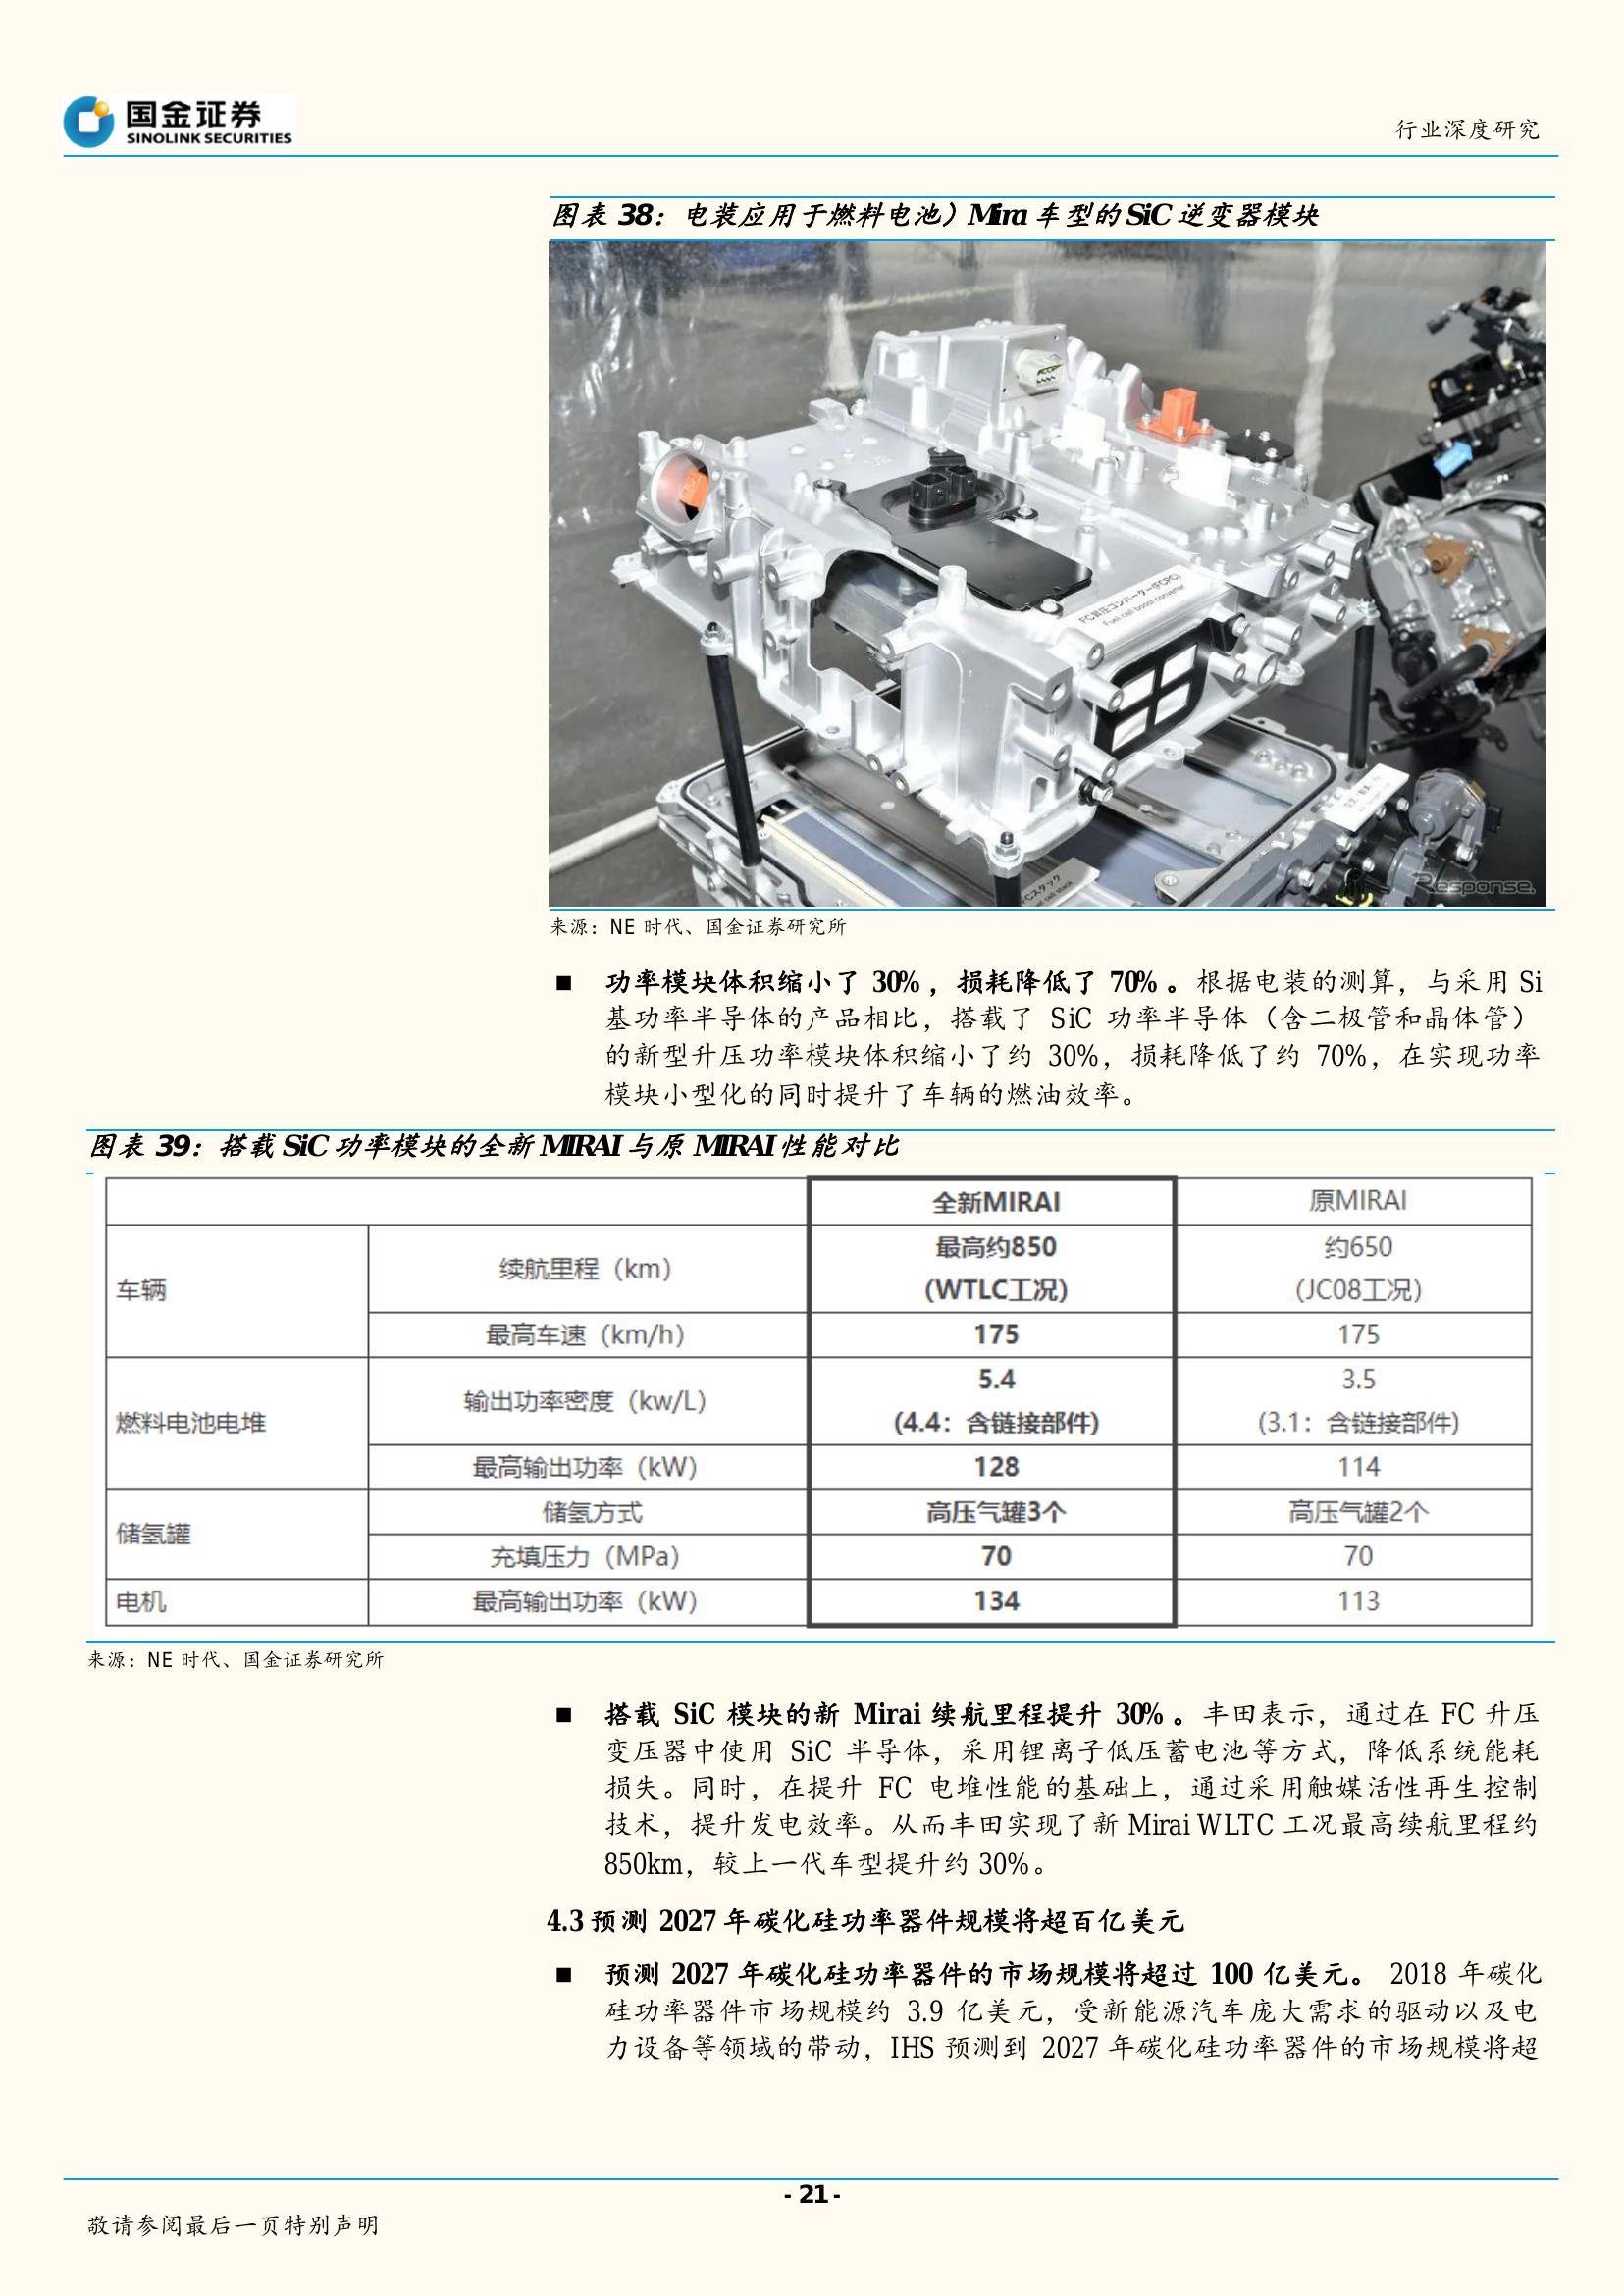 国金证券
SINOLINK SECURITIES
行业深度研究
图表 38：电装应用于燃料电池）Mira 车型的 SiC 逆变器模块
FC昇圧コンバーター(FCPC)
Fuel cell boost converter
FCスタック
Response.
来源：NE 时代、国金证券研究所
■ 功率模块体积缩小了 30%，损耗降低了 70%。根据电装的测算，与采用 Si
基功率半导体的产品相比，搭载了 SiC 功率半导体（含二极管和晶体管）
的新型升压功率模块体积缩小了约 30%，损耗降低了约 70%，在实现功率
模块小型化的同时提升了车辆的燃油效率。
图表 39：搭载 SiC 功率模块的全新 MIRAI 与原 MIRAI 性能对比
全新MIRAI 原MIRAI
车辆 续航里程（km） 最高约850 约650
(WTLC工况) (JC08工况)
最高车速（km/h） 175 175
燃料电池电堆 输出功率密度（kw/L） 5.4 3.5
(4.4：含链接部件) (3.1：含链接部件)
最高输出功率（kW） 128 114
储氢罐 储氢方式 高压气罐3个 高压气罐2个
充填压力（MPa） 70 70
电机 最高输出功率（kW） 134 113
来源：NE 时代、国金证券研究所
■ 搭载 SiC 模块的新 Mirai 续航里程提升 30%。丰田表示，通过在 FC 升压
变压器中使用 SiC 半导体，采用锂离子低压蓄电池等方式，降低系统能耗
损失。同时，在提升 FC 电堆性能的基础上，通过采用触媒活性再生控制
技术，提升发电效率。从而丰田实现了新 Mirai WLTC 工况最高续航里程约
850km，较上一代车型提升约 30%。
4.3 预测 2027 年碳化硅功率器件规模将超百亿美元
■ 预测 2027 年碳化硅功率器件的市场规模将超过 100 亿美元。 2018 年碳化
硅功率器件市场规模约 3.9 亿美元，受新能源汽车庞大需求的驱动以及电
力设备等领域的带动，IHS 预测到 2027 年碳化硅功率器件的市场规模将超
- 21 -
敬请参阅最后一页特别声明